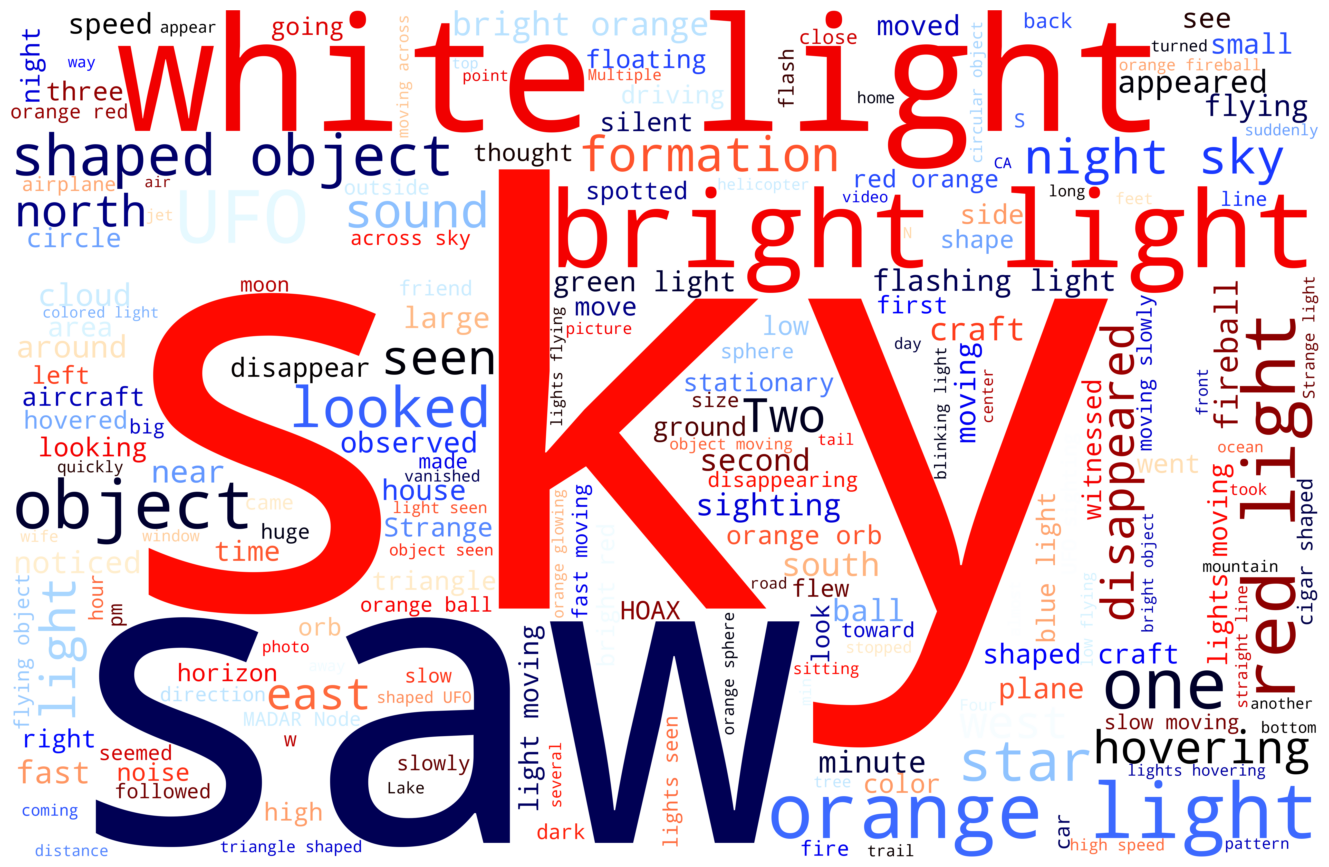 speed
appear
going
bright orange
close
moved
back
see
white light
night
way
three
orange red
moving across
top
point
floating
Multiple
driving
flash
home
circular object
turned
small
orange fireball
appeared
flying
suddenly
S
silent
shaped object
thought
formation
CA
night sky
airplane
air
outside
spotted
helicopter
red orange
video
long
feet
line
north
jet
UFO
sound
bright light
side
N
shape
circle
across sky
moon
green light
flashing light
cloud
colored light
friend
lights flying
move
first
area
large
picture
low
craft
day
around
disappear
seen
sphere
sky
left
stationary
aircraft
looked
size
Two
blinking light
moving
center
hovered
big
observed
ground
object moving
tail
witnessed
disappeared
moving slowly
front
fireball
red light
Strange light
looking
quickly
made
vanished
second
went
ocean
near
house
disappearing
object
came
light seen
orange glowing
fast moving
bright red
sighting
took
wife
window
huge
Strange
orange orb
noticed
time
object seen
south
blue light
bright object
lights moving
cigar shaped
mountain
triangle
road
flew
flying object
light
hour
pm
orange ball
HOAX
ball
low flying
orb
photo
saw
look
toward
stopped
orange sphere
straight line
horizon
slow
sitting
shaped craft
direction
east
shaped UFO
plane
one
another
MADAR Node
light moving
Four
west
slow moving
bottom
right
W
seemed
slowly
several
lights seen
minute
star
hovering
fast
noise
followed
Lake
tree
color
lights hovering
coming
high
dark
orange light
distance
triangle shaped
fire
trail
car
high speed
pattern